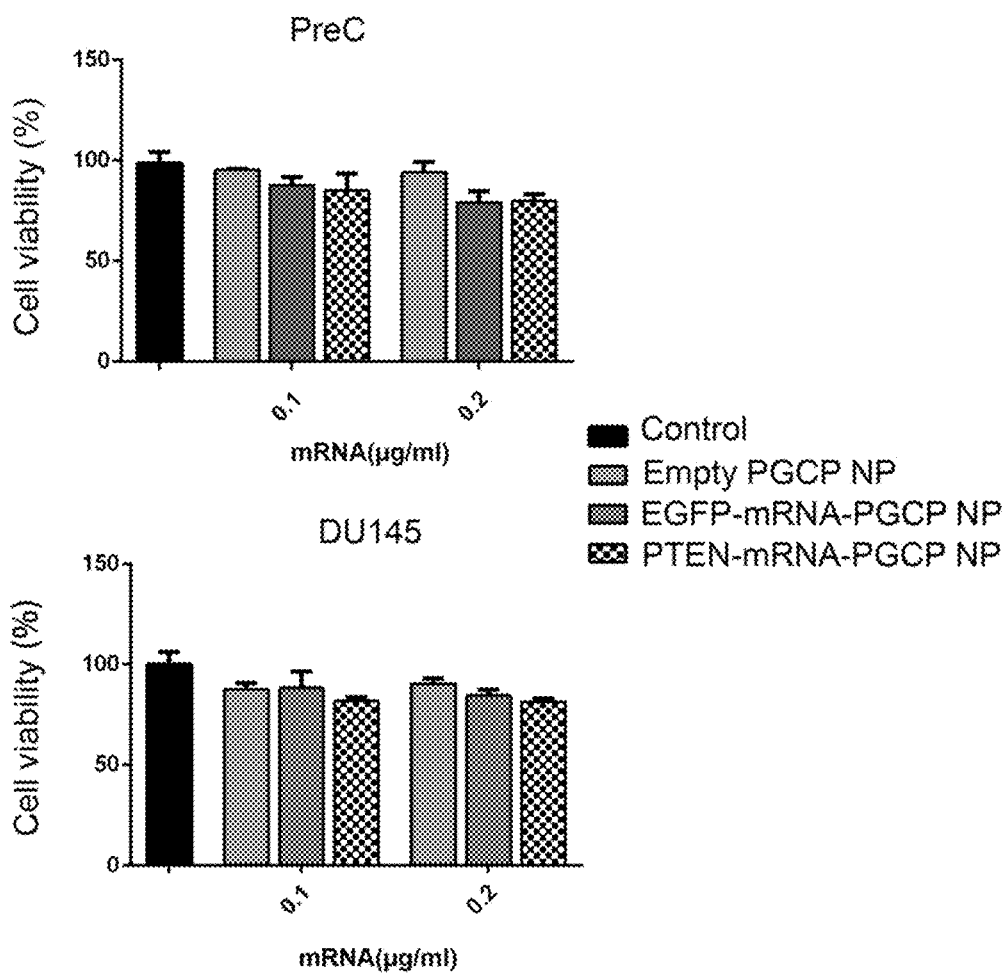 PreC
Cell viability (%)
150
100
50
0
0.1
0.2
mRNA(μg/ml)
Control
Empty PGCP NP
EGFP-mRNA-PGCP NP
PTEN-mRNA-PGCP NP
DU145
Cell viability (%)
150
100
50
0
0.1
0.2
mRNA(μg/ml)